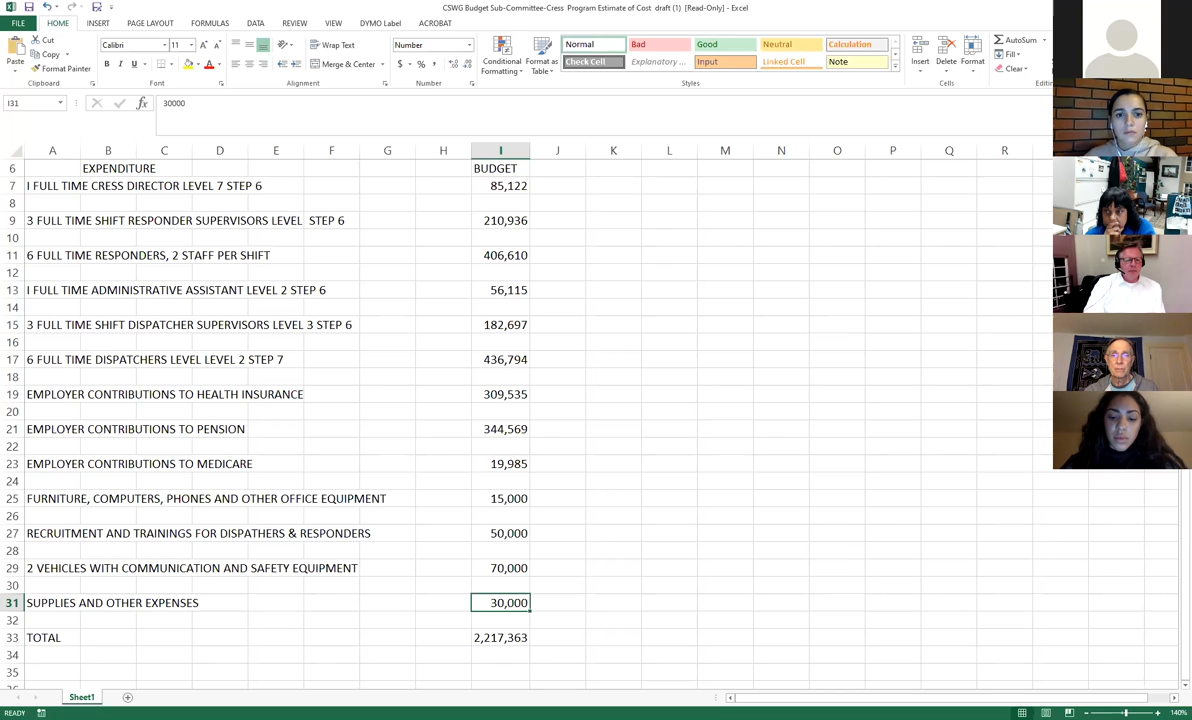 CSWG Budget Sub-Committee-Cress Program Estimate of Cost draft (1) [Read-Only] - Excel
FILE HOME INSERT PAGE LAYOUT FORMULAS DATA REVIEW VIEW DYMO Label ACROBAT
Cut
Copy
Format Painter
Paste
Clipboard
Calibri 11
B I U
Font
Wrap Text
Merge & Center
Alignment
Number
$ % ,
Number
Conditional Formatting
Format as Table
Normal Bad Good Neutral Calculation
Check Cell Explanatory ... Input Linked Cell Note
Styles
Insert Delete Format
Cells
AutoSum
Fill
Clear
Editin
I31 fx 30000
A B C D E F G H I J K L M N O P Q R
6 EXPENDITURE BUDGET
7 I FULL TIME CRESS DIRECTOR LEVEL 7 STEP 6 85,122
8
9 3 FULL TIME SHIFT RESPONDER SUPERVISORS LEVEL STEP 6 210,936
10
11 6 FULL TIME RESPONDERS, 2 STAFF PER SHIFT 406,610
12
13 I FULL TIME ADMINISTRATIVE ASSISTANT LEVEL 2 STEP 6 56,115
14
15 3 FULL TIME SHIFT DISPATCHER SUPERVISORS LEVEL 3 STEP 6 182,697
16
17 6 FULL TIME DISPATCHERS LEVEL LEVEL 2 STEP 7 436,794
18
19 EMPLOYER CONTRIBUTIONS TO HEALTH INSURANCE 309,535
20
21 EMPLOYER CONTRIBUTIONS TO PENSION 344,569
22
23 EMPLOYER CONTRIBUTIONS TO MEDICARE 19,985
24
25 FURNITURE, COMPUTERS, PHONES AND OTHER OFFICE EQUIPMENT 15,000
26
27 RECRUITMENT AND TRAININGS FOR DISPATHERS & RESPONDERS 50,000
28
29 2 VEHICLES WITH COMMUNICATION AND SAFETY EQUIPMENT 70,000
30
31 SUPPLIES AND OTHER EXPENSES 30,000
32
33 TOTAL 2,217,363
34
35
Sheet1
READY
140%